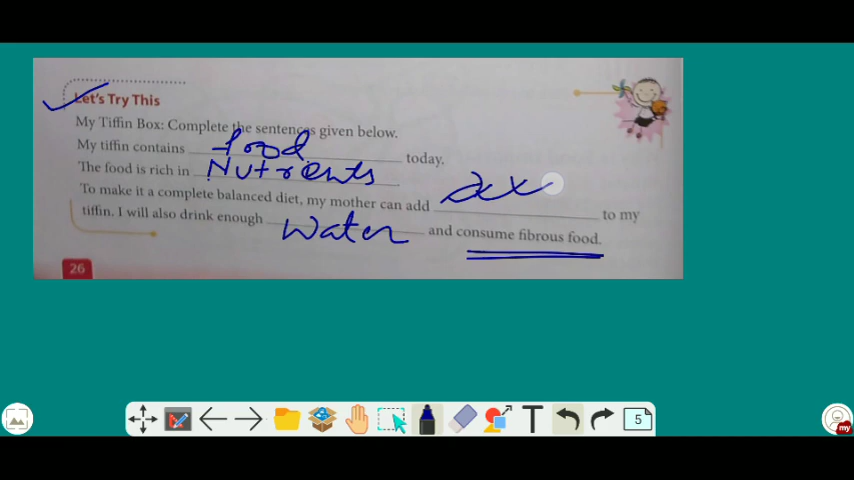 Let's Try This
My Tiffin Box: Complete the sentences given below.
My tiffin contains food today.
The food is rich in Nutrients
To make it a complete balanced diet, my mother can add to my
tiffin. I will also drink enough Water and consume fibrous food.
26
T
5
my